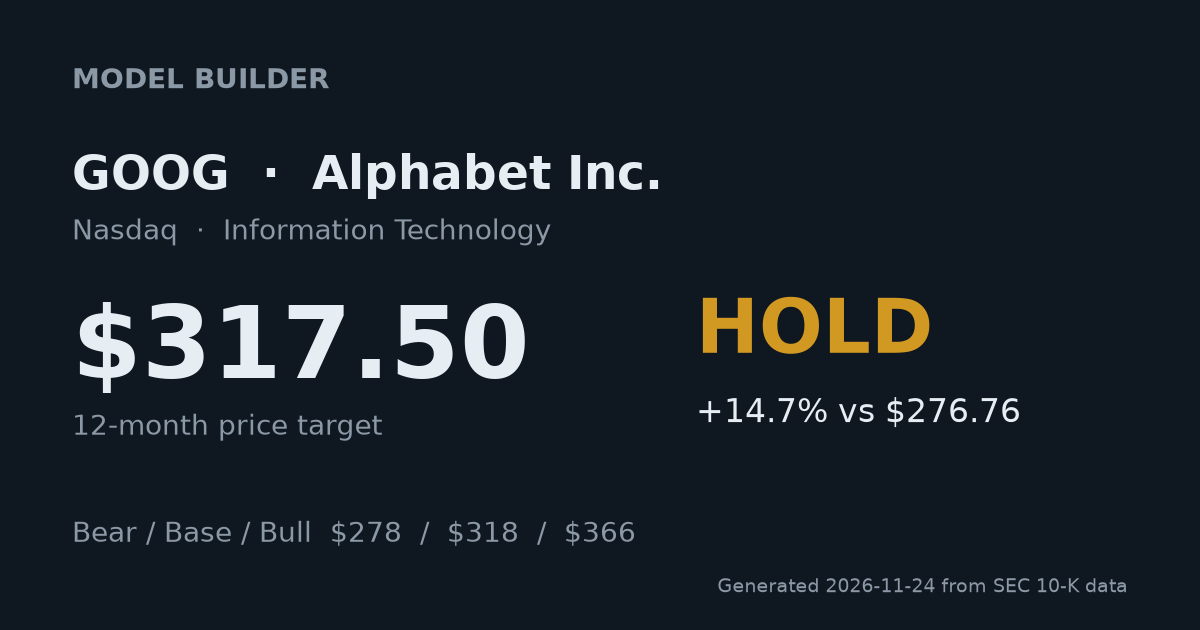 MODEL BUILDER
GOOG · Alphabet Inc.
Nasdaq · Information Technology
$317.50
HOLD
12-month price target
+14.7% vs $276.76
Bear / Base / Bull $278 / $318 / $366
Generated 2026-11-24 from SEC 10-K data